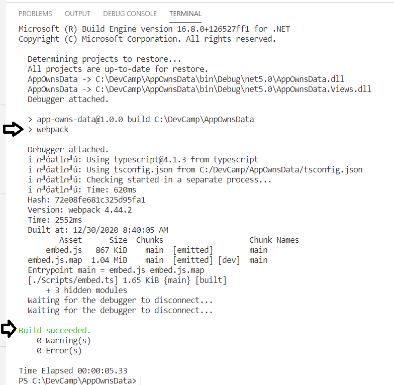 PROBLEMS OUTPUT DEBUG CONSOLE TERMINAL
Microsoft (R) Build Engine version 16.8.0+126527ff1 for .NET
Copyright (C) Microsoft Corporation. All rights reserved.
Determining projects to restore...
All projects are up-to-date for restore.
AppOwnsData -> C:\DevCamp\AppOwnsData\bin\Debug\net5.0\AppOwnsData.dll
AppOwnsData -> C:\DevCamp\AppOwnsData\bin\Debug\net5.0\AppOwnsData.Views.dll
Debugger attached.
> app-owns-data@1.0.0 build C:\DevCamp\AppOwnsData
> webpack
Debugger attached.
i Using typescript@4.1.3 from typescript
i Using tsconfig.json from C:/DevCamp/AppOwnsData/tsconfig.json
i Checking started in a separate process...
i Time: 620ms
Hash: 72e08fe681c325d95fa1
Version: webpack 4.44.2
Time: 2552ms
Built at: 12/30/2020 8:40:05 AM
Asset Size Chunks Chunk Names
embed.js 867 KiB main [emitted] main
embed.js.map 1.04 MiB main [emitted] [dev] main
Entrypoint main = embed.js embed.js.map
[./Scripts/embed.ts] 1.65 KiB {main} [built]
+ 3 hidden modules
Waiting for the debugger to disconnect...
Waiting for the debugger to disconnect...
Build succeeded.
0 Warning(s)
0 Error(s)
Time Elapsed 00:00:05.33
PS C:\DevCamp\AppOwnsData>